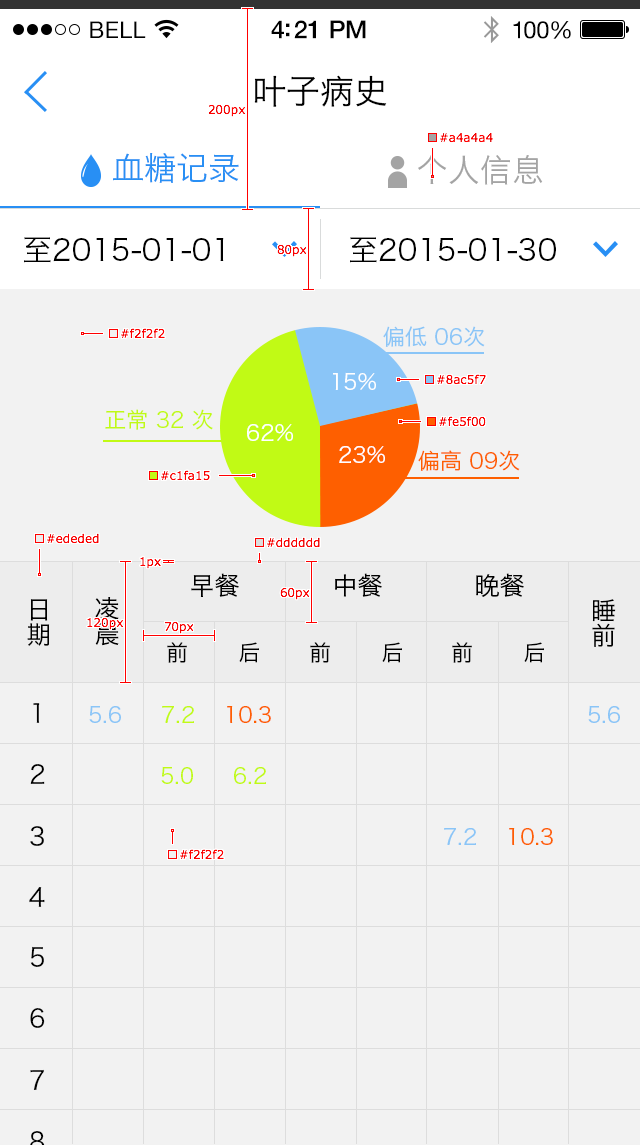 BELL 4:21 PM 100%
叶子病史
200px
#a4a4a4
血糖记录 个人信息
至2015-01-01 80px 至2015-01-30
#f2f2f2
偏低 06次
15% #8ac5f7
正常 32 次 62% #fe5f00
23% 偏高 09次
#c1fa15
#ededed #dddddd
1px
日期 凌晨 早餐 中餐 晚餐 睡前
60px
120px 70px
前 后 前 后 前 后
1 5.6 7.2 10.3 5.6
2 5.0 6.2
3 7.2 10.3
#f2f2f2
4
5
6
7
8